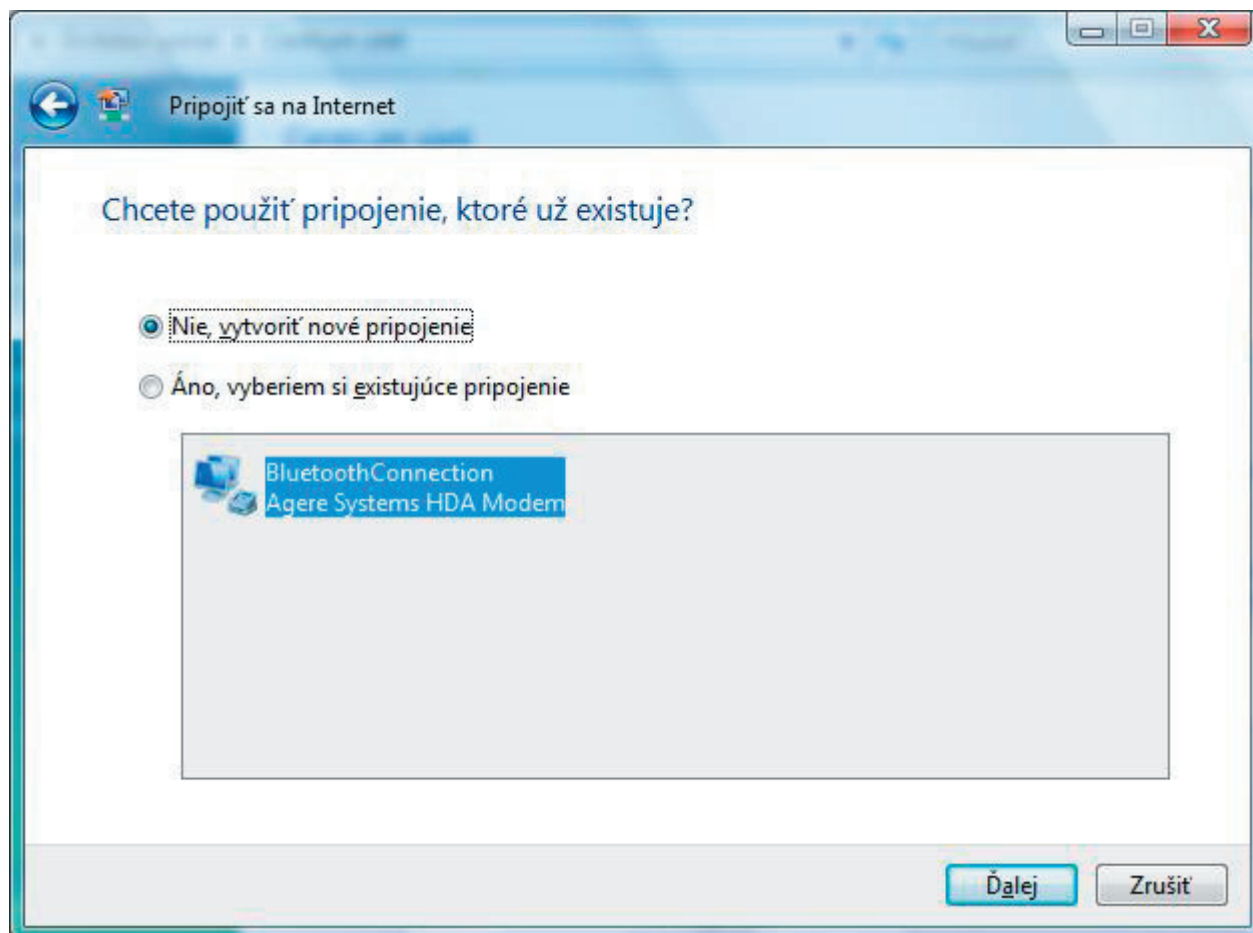 Pripojiť sa na Internet
Chcete použiť pripojenie, ktoré už existuje?
Nie, vytvoriť nové pripojenie
Áno, vyberiem si existujúce pripojenie
BluetoothConnection
Agere Systems HDA Modem
Ďalej
Zrušiť